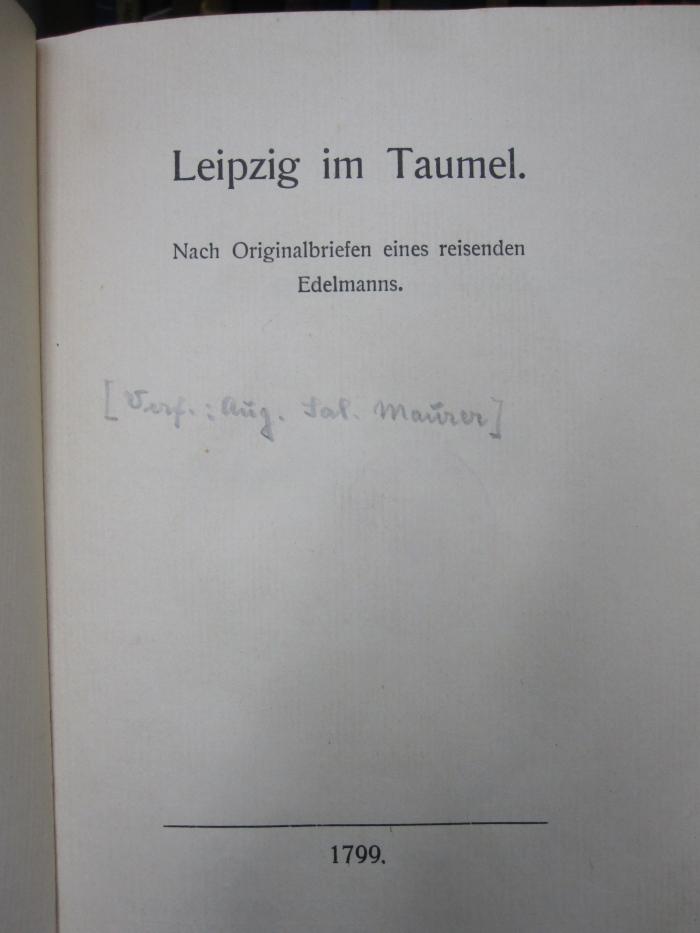 Leipzig im Taumel.
Nach Originalbriefen eines reisenden
Edelmanns.
[Verf.: Aug. Sal. Maurer]
1799.